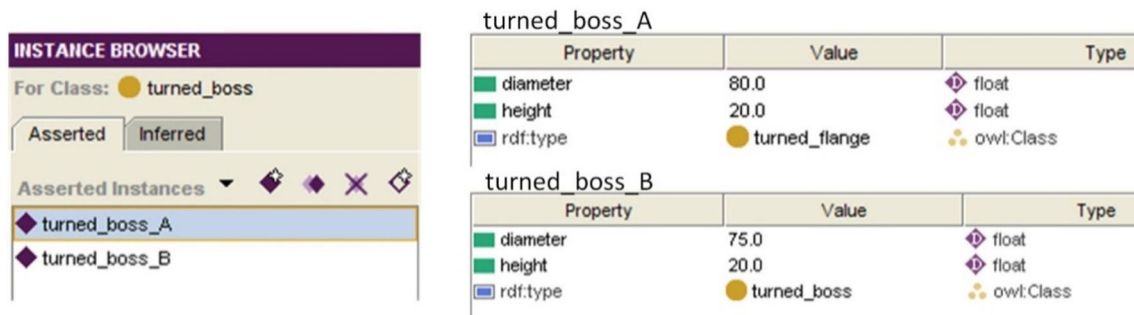 INSTANCE BROWSER
For Class: turned_boss
Asserted Inferred
Asserted Instances
turned_boss_A
turned_boss_B
turned_boss_A
Property Value Type
diameter 80.0 D float
height 20.0 D float
rdf:type turned_flange owl:Class
turned_boss_B
Property Value Type
diameter 75.0 D float
height 20.0 D float
rdf:type turned_boss owl:Class